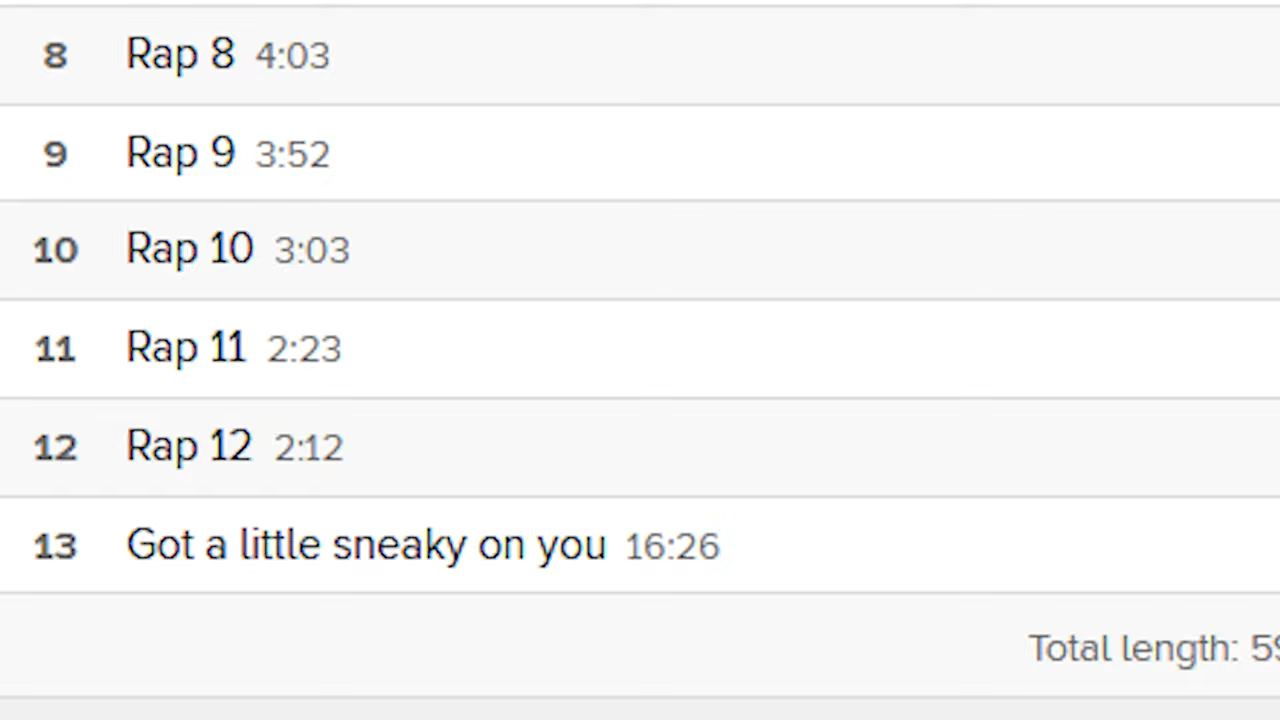 8 Rap 8 4:03
9 Rap 9 3:52
10 Rap 10 3:03
11 Rap 11 2:23
12 Rap 12 2:12
13 Got a little sneaky on you 16:26
Total length: 59